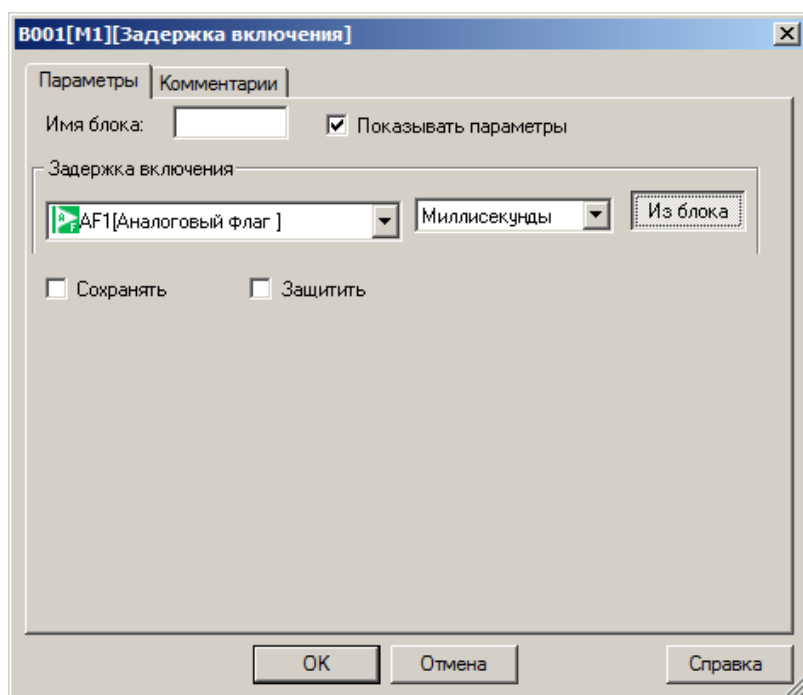 B001[M1][Задержка включения]
Параметры Комментарии
Имя блока: Показывать параметры
Задержка включения
AF1[Аналоговый флаг ] Миллисекунды Из блока
Сохранять Защитить
OK Отмена Справка